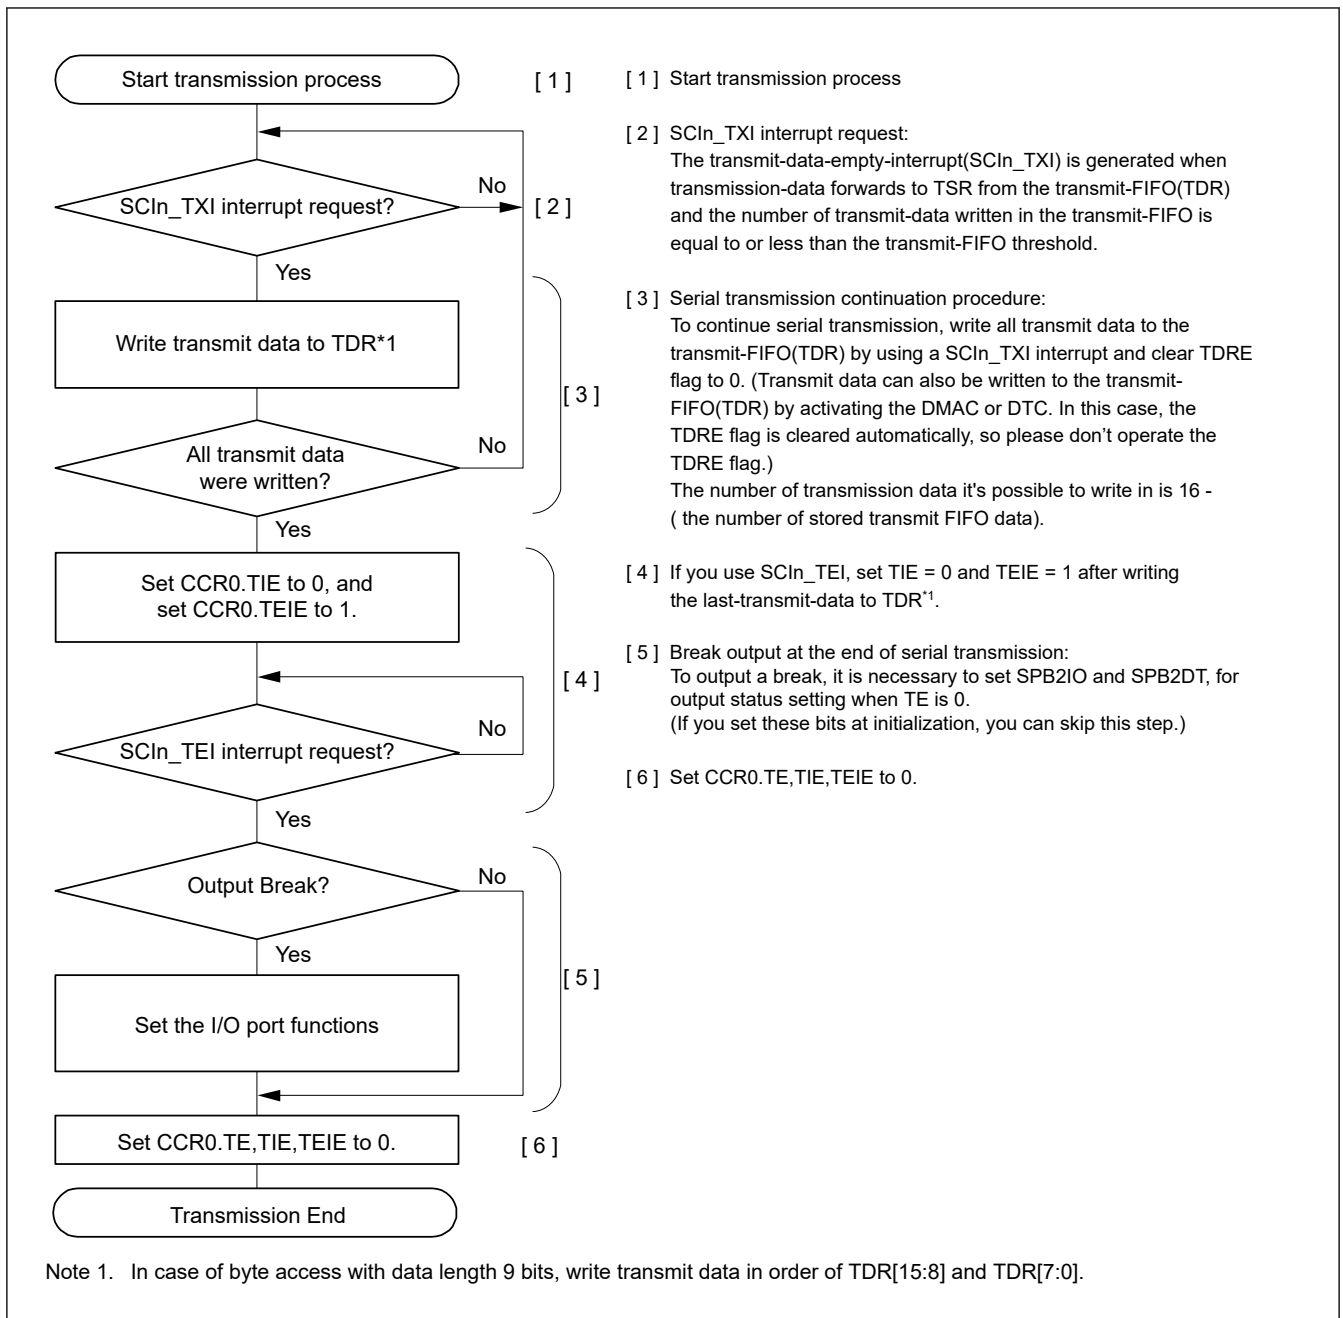 Start transmission process
[ 1 ]
SCIn_TXI interrupt request?
No
[ 2 ]
Yes
Write transmit data to TDR*1
[ 3 ]
All transmit data
were written?
No
Yes
Set CCR0.TIE to 0, and
set CCR0.TEIE to 1.
[ 4 ]
SCIn_TEI interrupt request?
No
Yes
Output Break?
No
Yes
[ 5 ]
Set the I/O port functions
Set CCR0.TE,TIE,TEIE to 0.
[ 6 ]
Transmission End
[ 1 ] Start transmission process
[ 2 ] SCIn_TXI interrupt request:
The transmit-data-empty-interrupt(SCIn_TXI) is generated when
transmission-data forwards to TSR from the transmit-FIFO(TDR)
and the number of transmit-data written in the transmit-FIFO is
equal to or less than the transmit-FIFO threshold.
[ 3 ] Serial transmission continuation procedure:
To continue serial transmission, write all transmit data to the
transmit-FIFO(TDR) by using a SCIn_TXI interrupt and clear TDRE
flag to 0. (Transmit data can also be written to the transmit-
FIFO(TDR) by activating the DMAC or DTC. In this case, the
TDRE flag is cleared automatically, so please don't operate the
TDRE flag.)
The number of transmission data it's possible to write in is 16 -
( the number of stored transmit FIFO data).
[ 4 ] If you use SCIn_TEI, set TIE = 0 and TEIE = 1 after writing
the last-transmit-data to TDR*1.
[ 5 ] Break output at the end of serial transmission:
To output a break, it is necessary to set SPB2IO and SPB2DT, for
output status setting when TE is 0.
(If you set these bits at initialization, you can skip this step.)
[ 6 ] Set CCR0.TE,TIE,TEIE to 0.
Note 1. In case of byte access with data length 9 bits, write transmit data in order of TDR[15:8] and TDR[7:0].